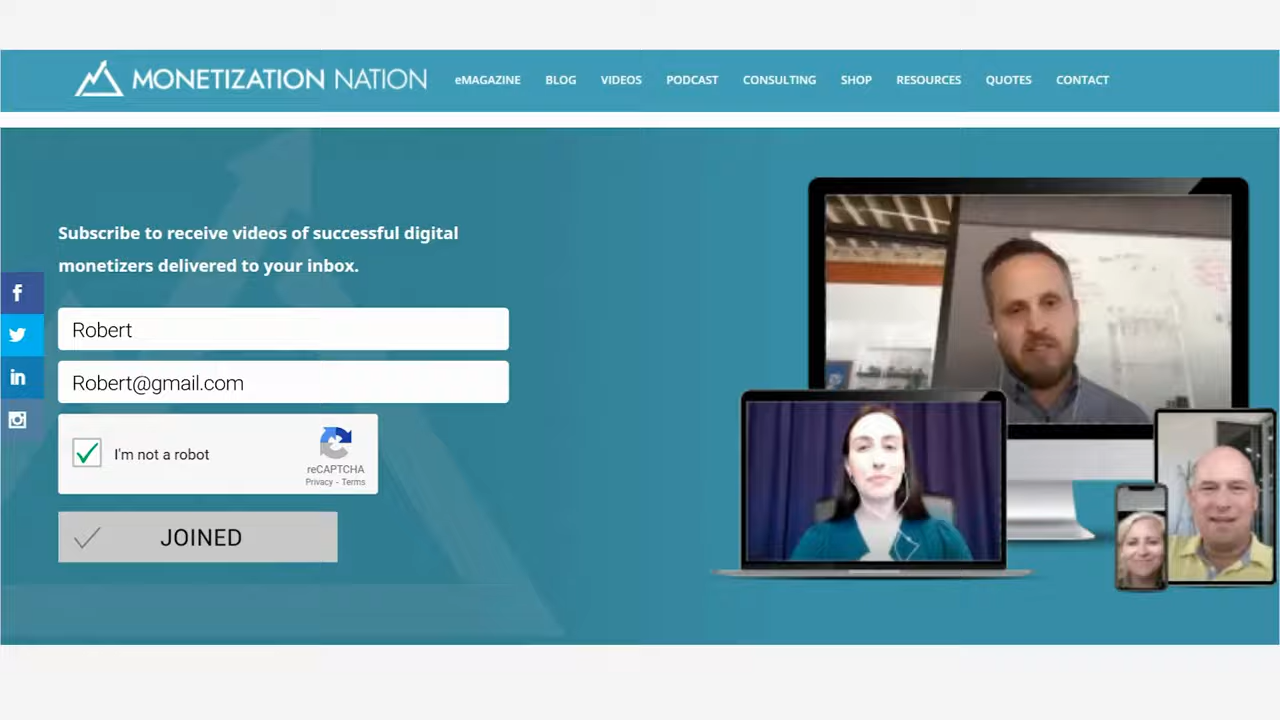 MONETIZATION NATION
eMAGAZINE BLOG VIDEOS PODCAST CONSULTING SHOP RESOURCES QUOTES CONTACT
Subscribe to receive videos of successful digital
monetizers delivered to your inbox.
f
in
Robert
Robert@gmail.com
I'm not a robot
reCAPTCHA
Privacy - Terms
JOINED